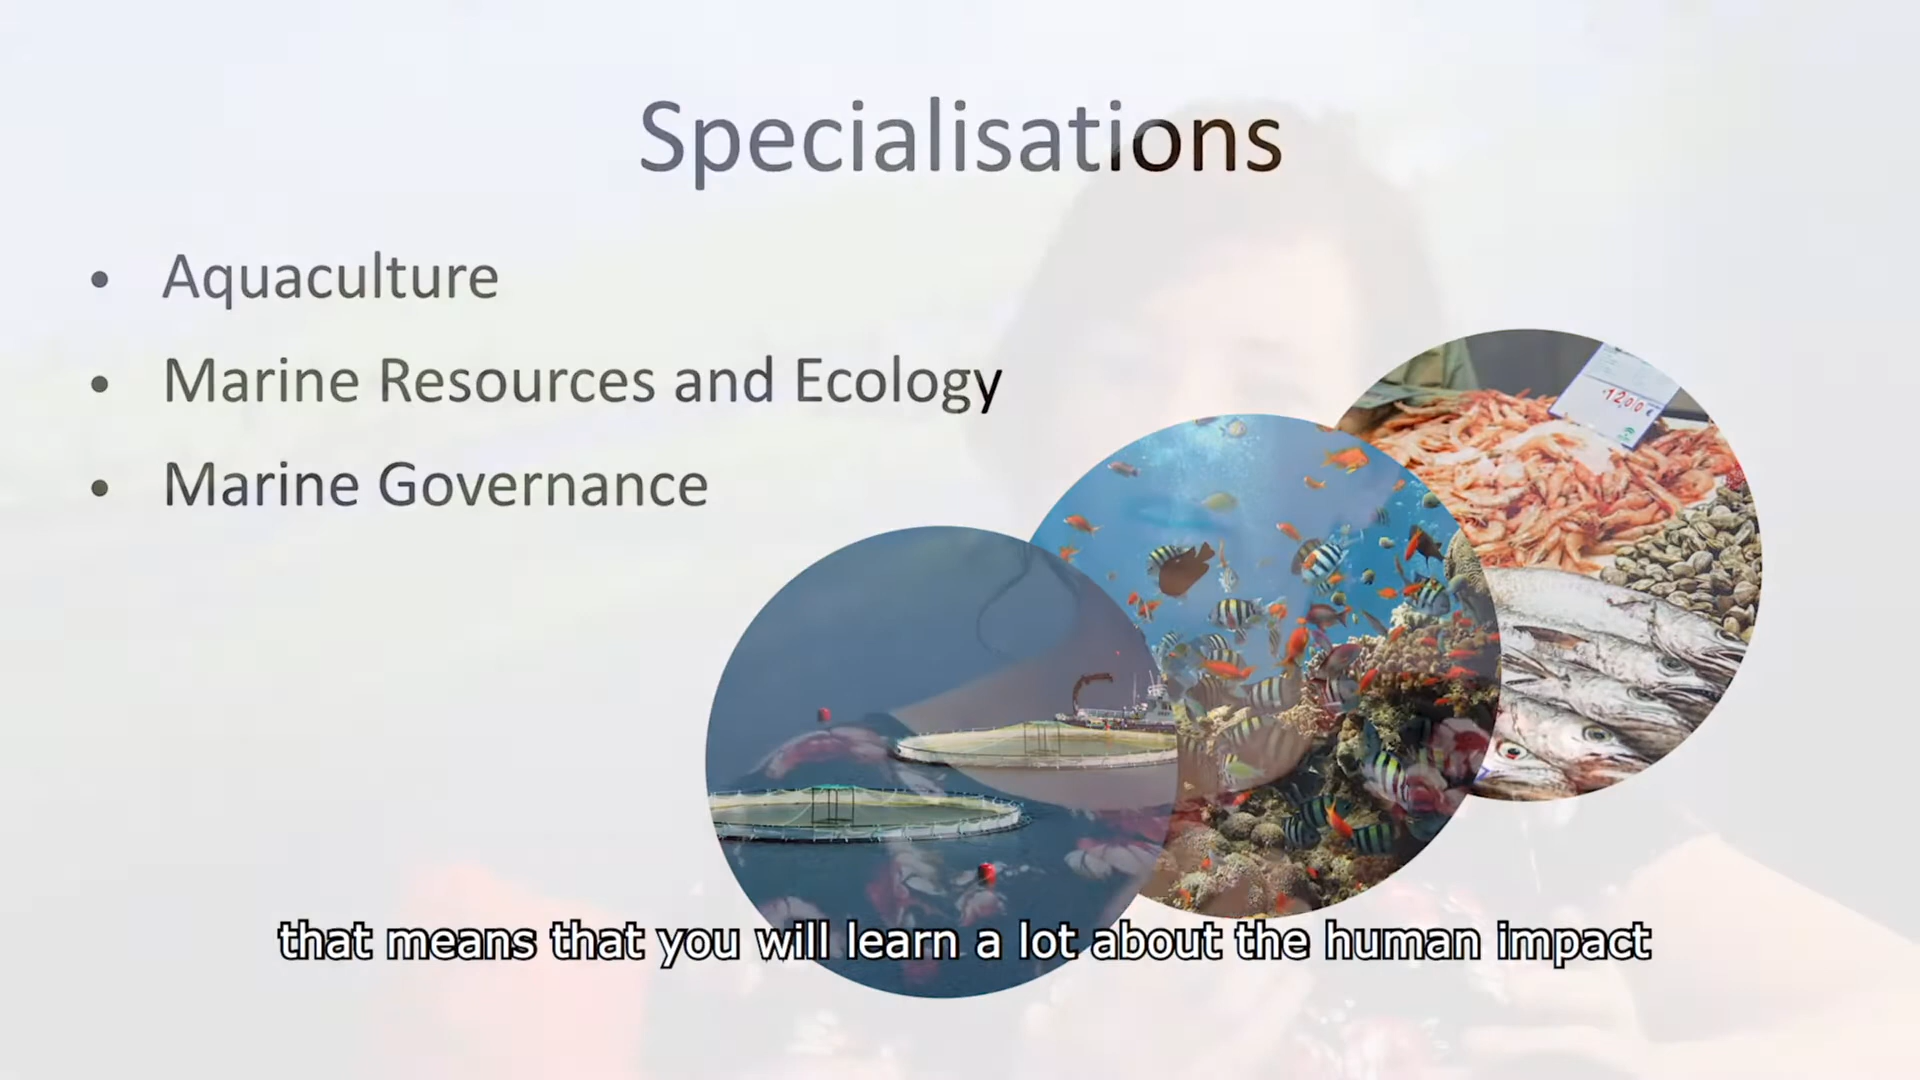 Specialisations
• Aquaculture
• Marine Resources and Ecology
• Marine Governance
1200 €
that means that you will learn a lot about the human impact